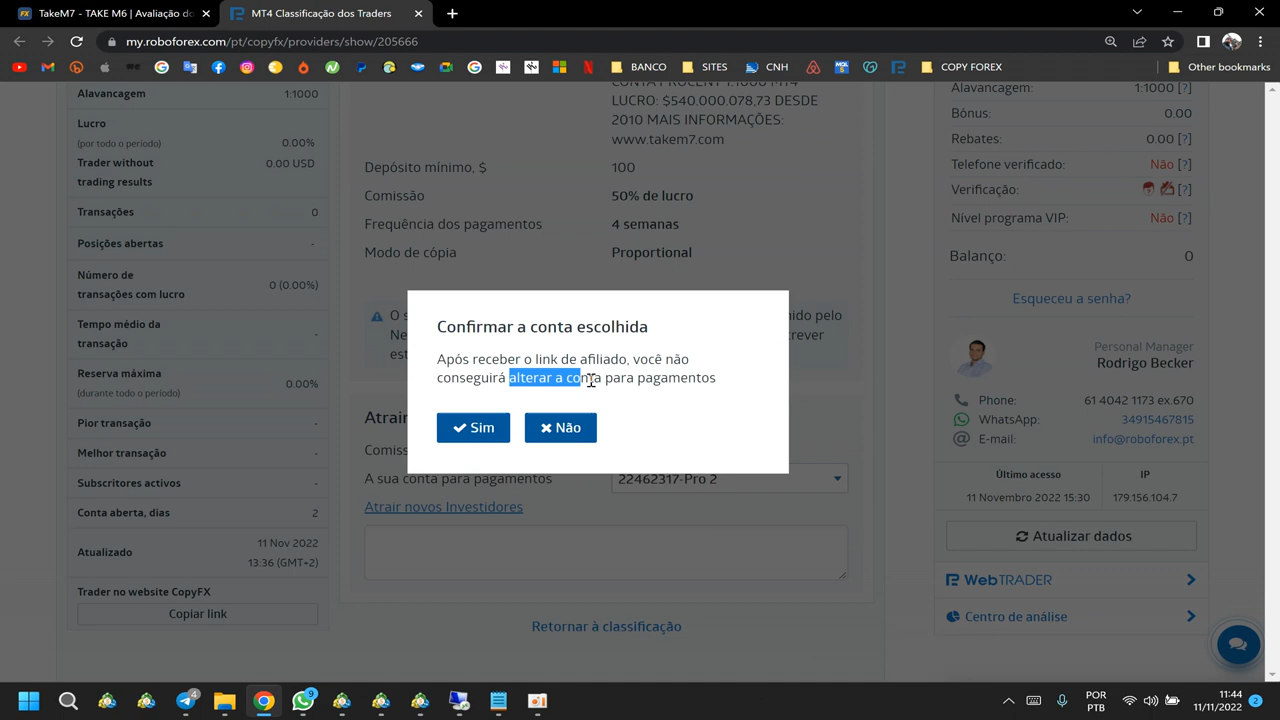 TakeM7 - TAKE M6 | Avaliação do
MT4 Classificação dos Traders
my.roboforex.com/pt/copyfx/providers/show/205666
BANCO
SITES
CNH
COPY FOREX
Other bookmarks
Alavancagem 1:1000
Lucro
(por todo o período) 0.00%
Trader without
trading results
0.00 USD
Transações 0
Posições abertas -
Número de
transações com lucro
0 (0.00%)
Tempo médio da
transação
-
Reserva máxima
(durante todo o período)
0.00%
Pior transação -
Melhor transação -
Subscritores activos -
Conta aberta, dias 2
Atualizado
11 Nov 2022
13:36 (GMT+2)
Trader no website CopyFX
Copiar link
LUCRO: $540.000.078,73 DESDE
2010 MAIS INFORMAÇÕES:
www.takem7.com
Depósito mínimo, $ 100
Comissão 50% de lucro
Frequência dos pagamentos 4 semanas
Modo de cópia Proportional
Confirmar a conta escolhida
Após receber o link de afiliado, você não
conseguirá alterar a conta para pagamentos
Sim
Não
A sua conta para pagamentos 22462317-Pro 2
Atrair novos Investidores
Retornar à classificação
Alavancagem: 1:1000 [?]
Bónus: 0.00
Rebates: 0.00 [?]
Telefone verificado: Não [?]
Verificação: [?]
Nível programa VIP: Não [?]
Balanço: 0
Esqueceu a senha?
Personal Manager
Rodrigo Becker
Phone: 61 4042 1173 ex.670
WhatsApp: 34915467815
E-mail: info@roboforex.pt
Último acesso IP
11 Novembro 2022 15:30 179.156.104.7
Atualizar dados
WebTRADER
Centro de análise
4
9
POR
PTB
11:44
11/11/2022
2